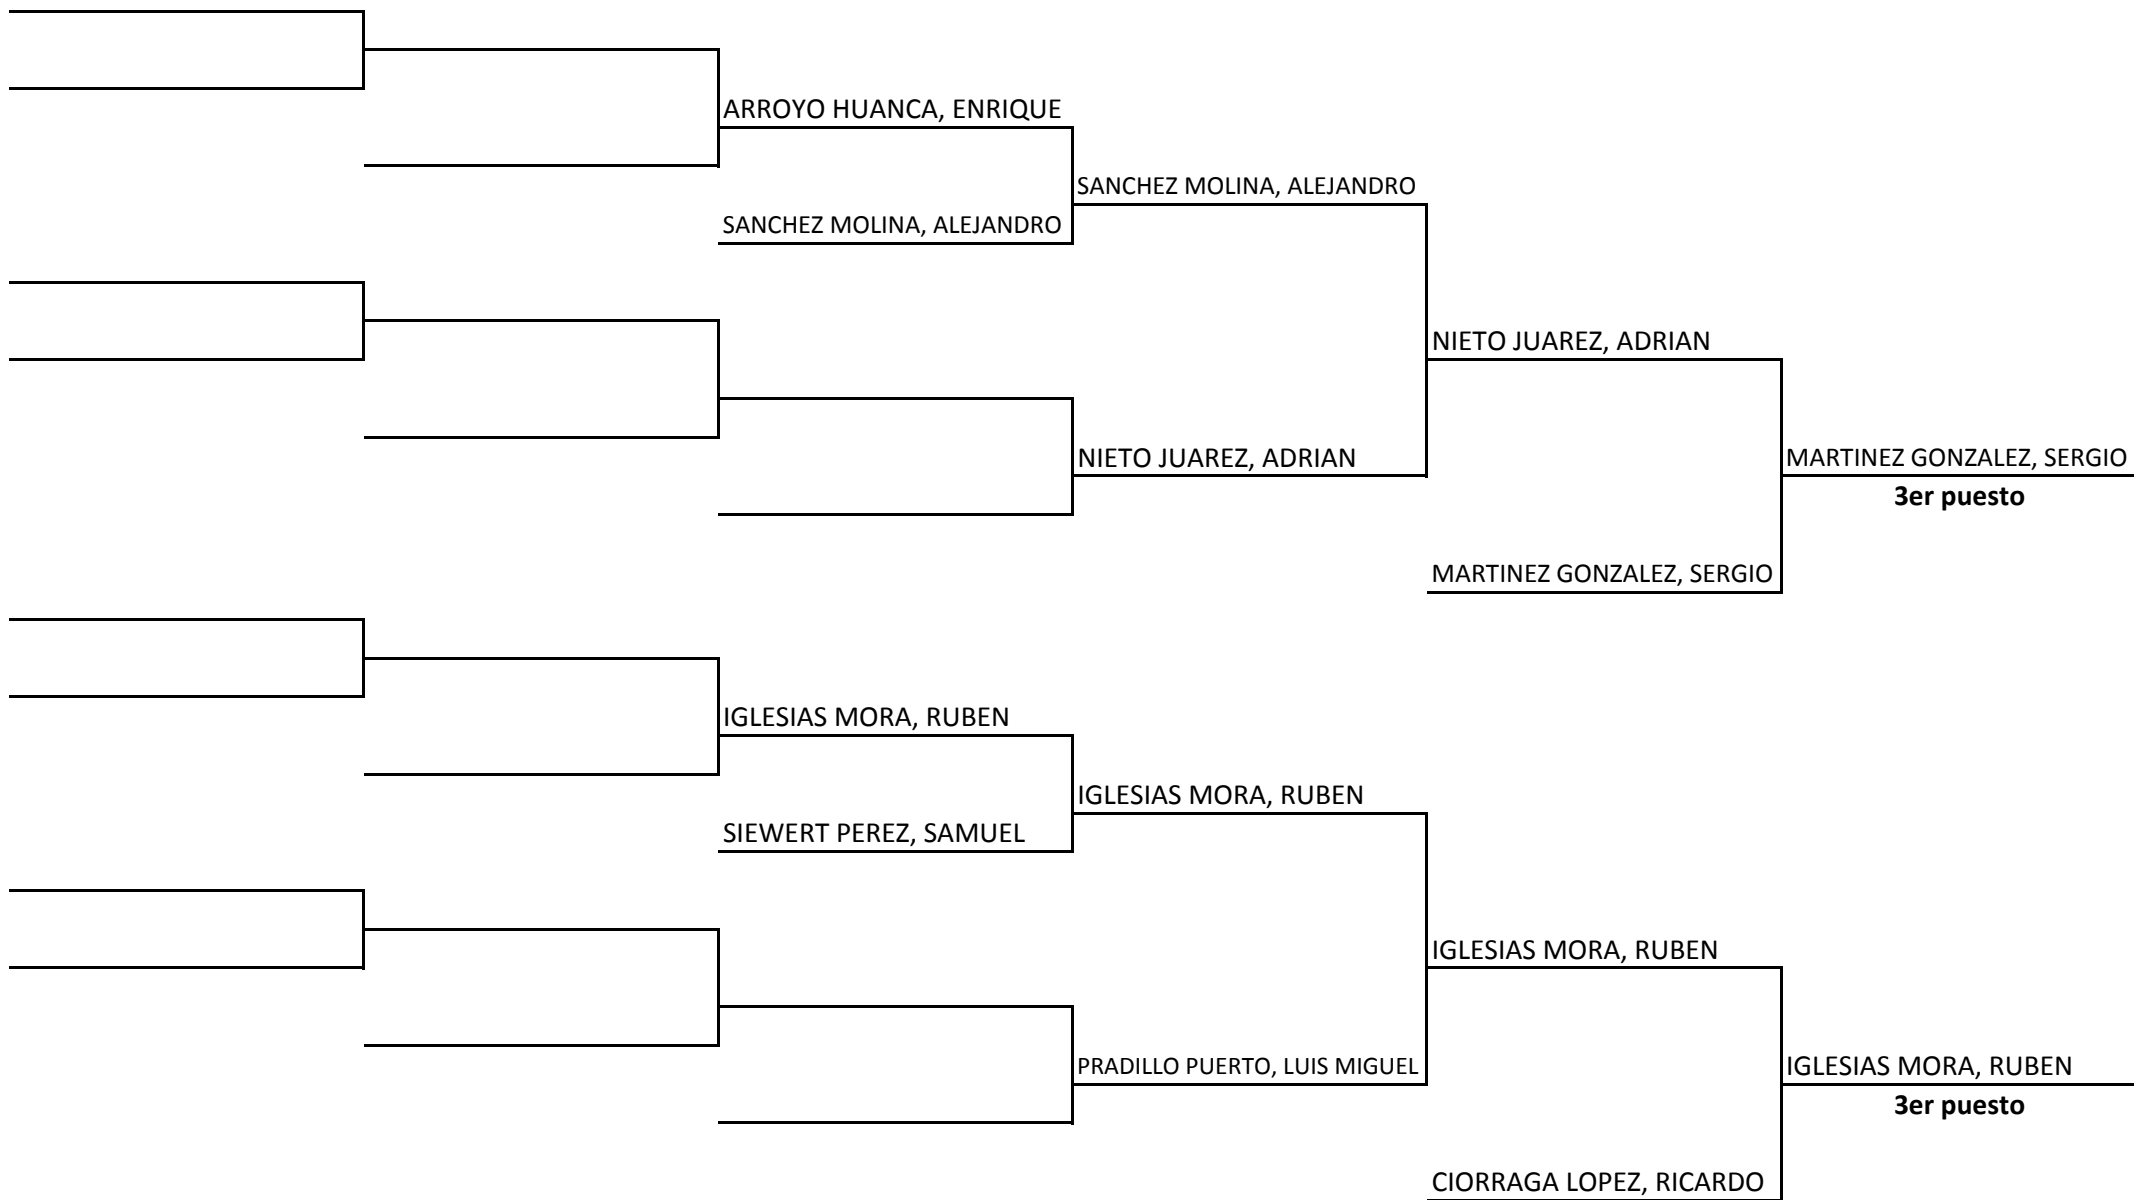 ARROYO HUANCA, ENRIQUE
SANCHEZ MOLINA, ALEJANDRO
SANCHEZ MOLINA, ALEJANDRO
NIETO JUAREZ, ADRIAN
NIETO JUAREZ, ADRIAN
MARTINEZ GONZALEZ, SERGIO
3er puesto
MARTINEZ GONZALEZ, SERGIO
IGLESIAS MORA, RUBEN
IGLESIAS MORA, RUBEN
SIEWERT PEREZ, SAMUEL
IGLESIAS MORA, RUBEN
PRADILLO PUERTO, LUIS MIGUEL
IGLESIAS MORA, RUBEN
3er puesto
CIORRAGA LOPEZ, RICARDO